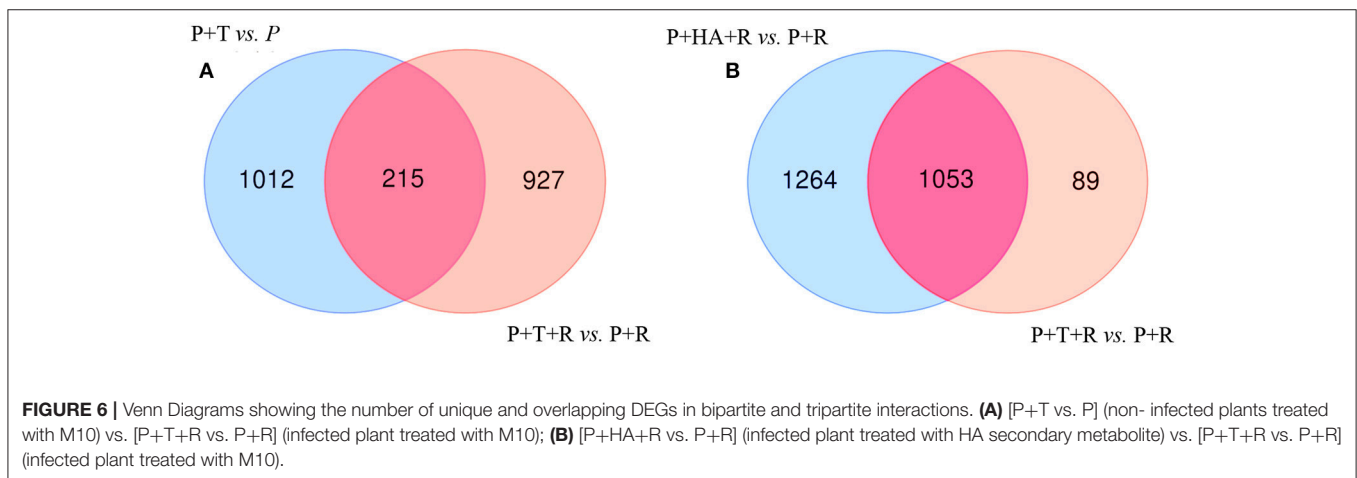 P+T vs. P
A
1012
215
927
P+T+R vs. P+R
P+HA+R vs. P+R
B
1264
1053
89
P+T+R vs. P+R
FIGURE 6 | Venn Diagrams showing the number of unique and overlapping DEGs in bipartite and tripartite interactions. (A) [P+T vs. P] (non- infected plants treated
with M10) vs. [P+T+R vs. P+R] (infected plant treated with M10); (B) [P+HA+R vs. P+R] (infected plant treated with HA secondary metabolite) vs. [P+T+R vs. P+R]
(infected plant treated with M10).